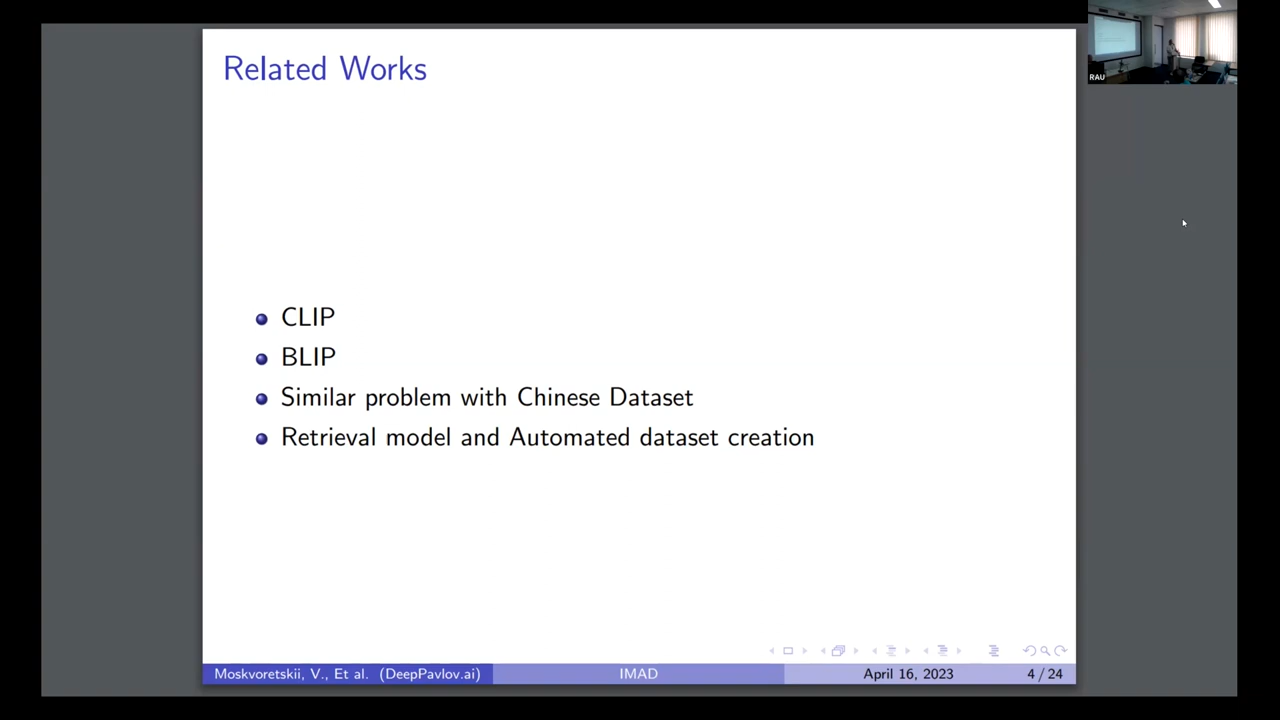 Related Works
RAU
CLIP
BLIP
Similar problem with Chinese Dataset
Retrieval model and Automated dataset creation
Moskvoretskii, V., Et al. (DeepPavlov.ai) IMAD April 16, 2023 4 / 24